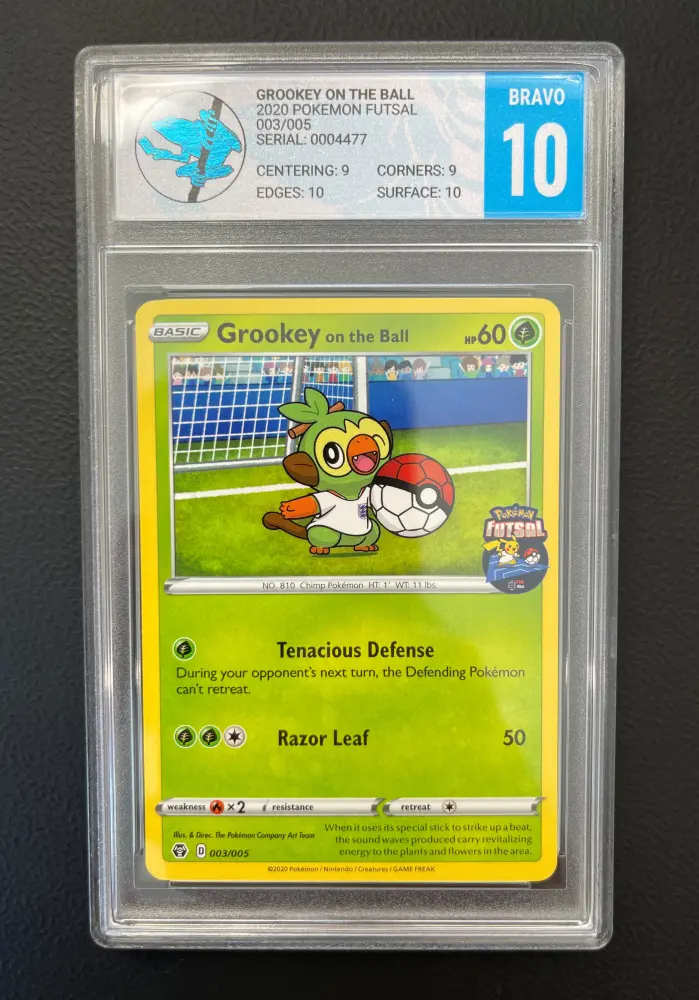 GROOKEY ON THE BALL
2020 POKEMON FUTSAL
003/005
SERIAL: 0004477
CENTERING: 9 CORNERS: 9
EDGES: 10 SURFACE: 10
BRAVO
10
BASIC Grookey on the Ball HP60
Pokémon
FUTSAL
NO. 810 Chimp Pokémon HT: 1' WT: 11 lbs.
Tenacious Defense
During your opponent's next turn, the Defending Pokémon
can't retreat.
Razor Leaf 50
weakness ×2 resistance retreat
Illus. & Direc. The Pokémon Company Art Team
D 003/005
When it uses its special stick to strike up a beat,
the sound waves produced carry revitalizing
energy to the plants and flowers in the area.
©2020 Pokémon / Nintendo / Creatures / GAME FREAK